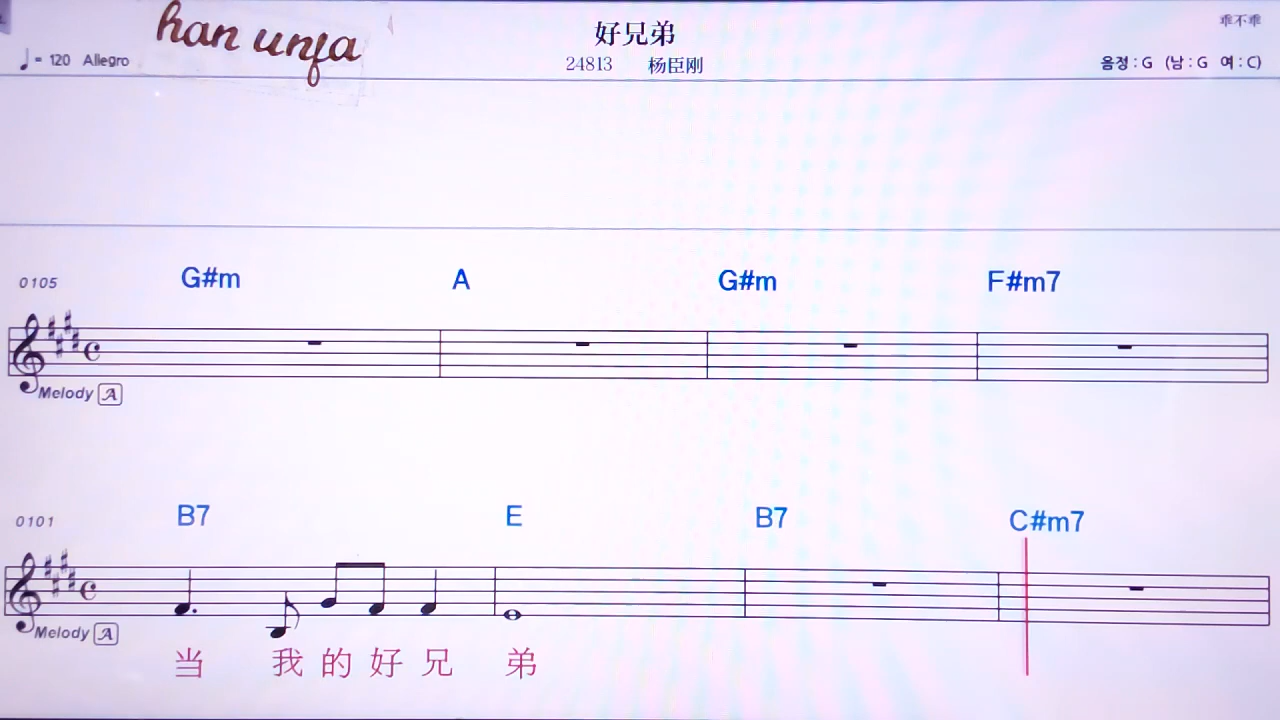 han unfa
好兄弟
乖不乖
♩ = 120 Allegro
24813 杨臣刚
음정 : G (남 : G 여 : C)
0105
G#m A G#m F#m7
Melody A
0101
B7 E B7 C#m7
Melody A
当 我 的 好 兄 弟